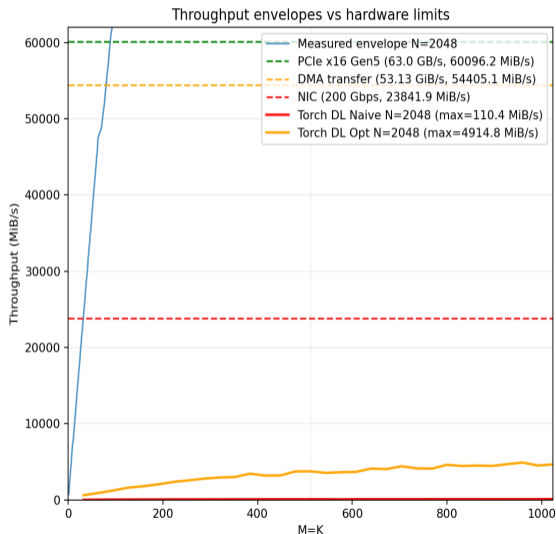 Throughput envelopes vs hardware limits
60000
50000
40000
30000
20000
10000
0
Throughput (MiB/s)
Measured envelope N=2048
PCIe x16 Gen5 (63.0 GB/s, 60096.2 MiB/s)
DMA transfer (53.13 GiB/s, 54405.1 MiB/s)
NIC (200 Gbps, 23841.9 MiB/s)
Torch DL Naive N=2048 (max=110.4 MiB/s)
Torch DL Opt N=2048 (max=4914.8 MiB/s)
0 200 400 600 800 1000
M=K